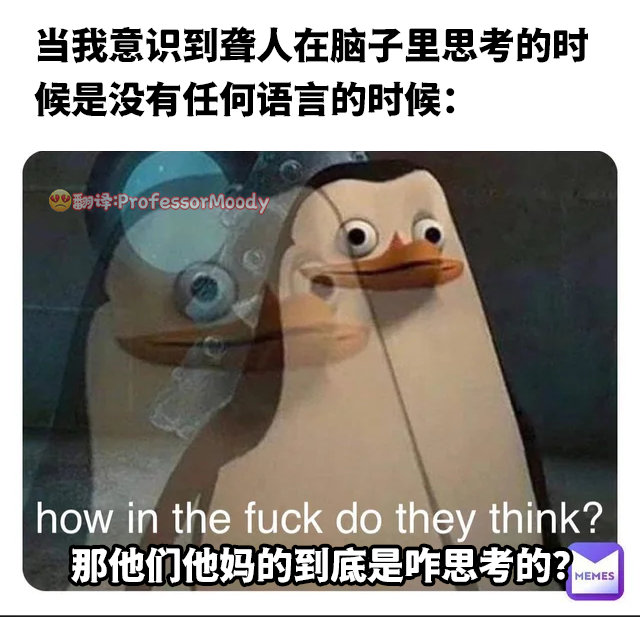 当我意识到聋人在脑子里思考的时
候是没有任何语言的时候：
翻译:ProfessorMoody
how in the fuck do they think?
那他们他妈的到底是咋思考的?
MEMES